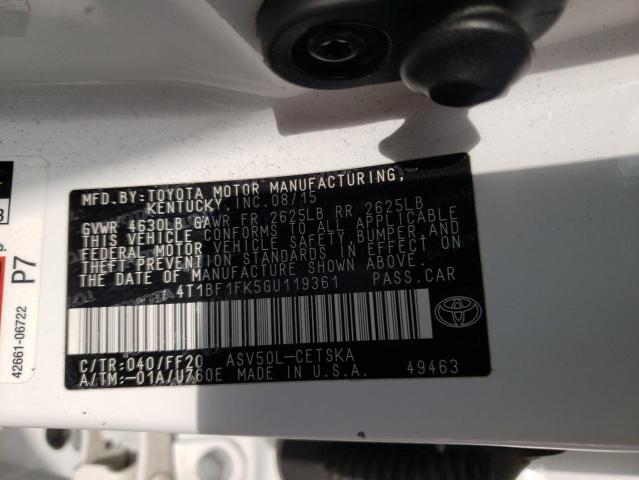 MFD.BY:TOYOTA MOTOR MANUFACTURING,
KENTUCKY, INC.08/15
GVWR 4630LB GAWR FR 2625LB RR 2625LB
THIS VEHICLE CONFORMS TO ALL APPLICABLE
FEDERAL MOTOR VEHICLE SAFETY,BUMPER,AND
THEFT PREVENTION STANDARDS IN EFFECT ON
THE DATE OF MANUFACTURE SHOWN ABOVE.
4T1BF1FK5GU119361 PASS.CAR
C/TR:040/FF20 ASV50L-CETSKA
A/TM:-01A/U760E MADE IN U.S.A. 49463
P7
42661-06722